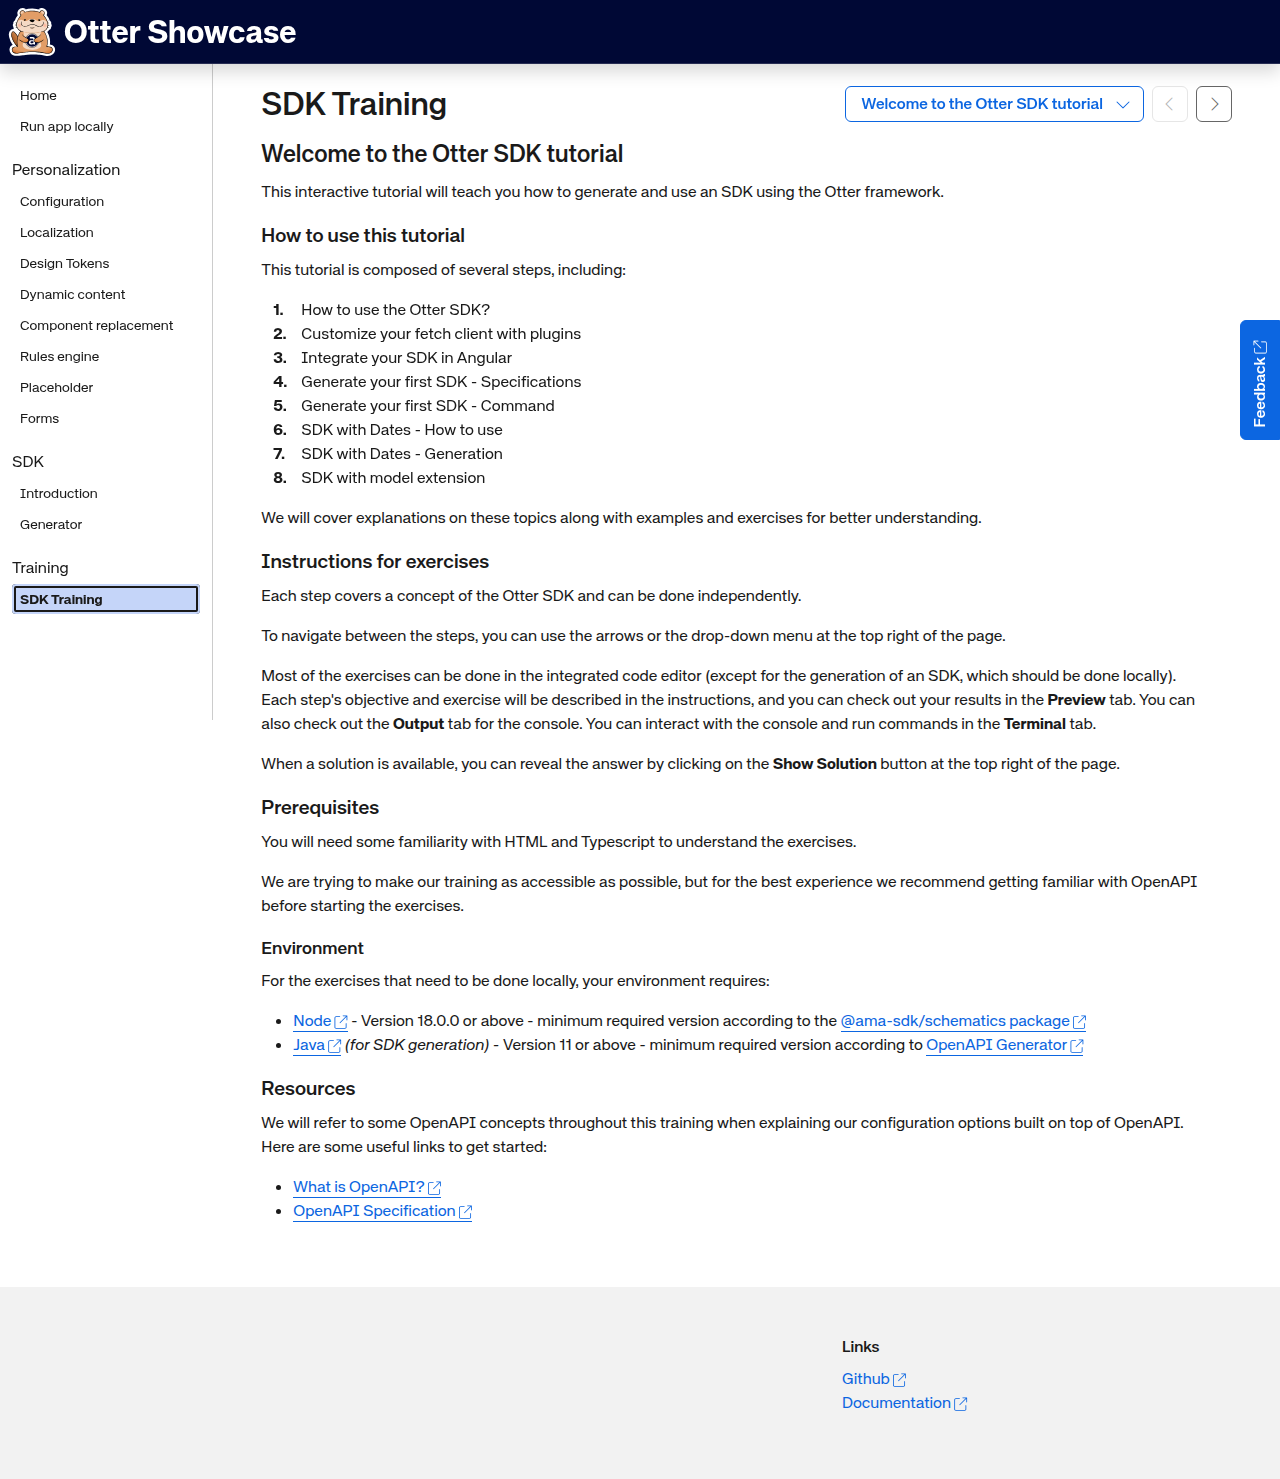 Otter Showcase
Home
Run app locally
Personalization
Configuration
Localization
Design Tokens
Dynamic content
Component replacement
Rules engine
Placeholder
Forms
SDK
Introduction
Generator
Training
SDK Training
SDK Training
Welcome to the Otter SDK tutorial
Welcome to the Otter SDK tutorial
This interactive tutorial will teach you how to generate and use an SDK using the Otter framework.
How to use this tutorial
This tutorial is composed of several steps, including:
1. How to use the Otter SDK?
2. Customize your fetch client with plugins
3. Integrate your SDK in Angular
4. Generate your first SDK - Specifications
5. Generate your first SDK - Command
6. SDK with Dates - How to use
7. SDK with Dates - Generation
8. SDK with model extension
We will cover explanations on these topics along with examples and exercises for better understanding.
Instructions for exercises
Each step covers a concept of the Otter SDK and can be done independently.
To navigate between the steps, you can use the arrows or the drop-down menu at the top right of the page.
Most of the exercises can be done in the integrated code editor (except for the generation of an SDK, which should be done locally).
Each step's objective and exercise will be described in the instructions, and you can check out your results in the Preview tab. You can
also check out the Output tab for the console. You can interact with the console and run commands in the Terminal tab.
When a solution is available, you can reveal the answer by clicking on the Show Solution button at the top right of the page.
Prerequisites
You will need some familiarity with HTML and Typescript to understand the exercises.
We are trying to make our training as accessible as possible, but for the best experience we recommend getting familiar with OpenAPI
before starting the exercises.
Environment
For the exercises that need to be done locally, your environment requires:
• Node - Version 18.0.0 or above - minimum required version according to the @ama-sdk/schematics package
• Java (for SDK generation) - Version 11 or above - minimum required version according to OpenAPI Generator
Resources
We will refer to some OpenAPI concepts throughout this training when explaining our configuration options built on top of OpenAPI.
Here are some useful links to get started:
• What is OpenAPI?
• OpenAPI Specification
Feedback
Links
Github
Documentation